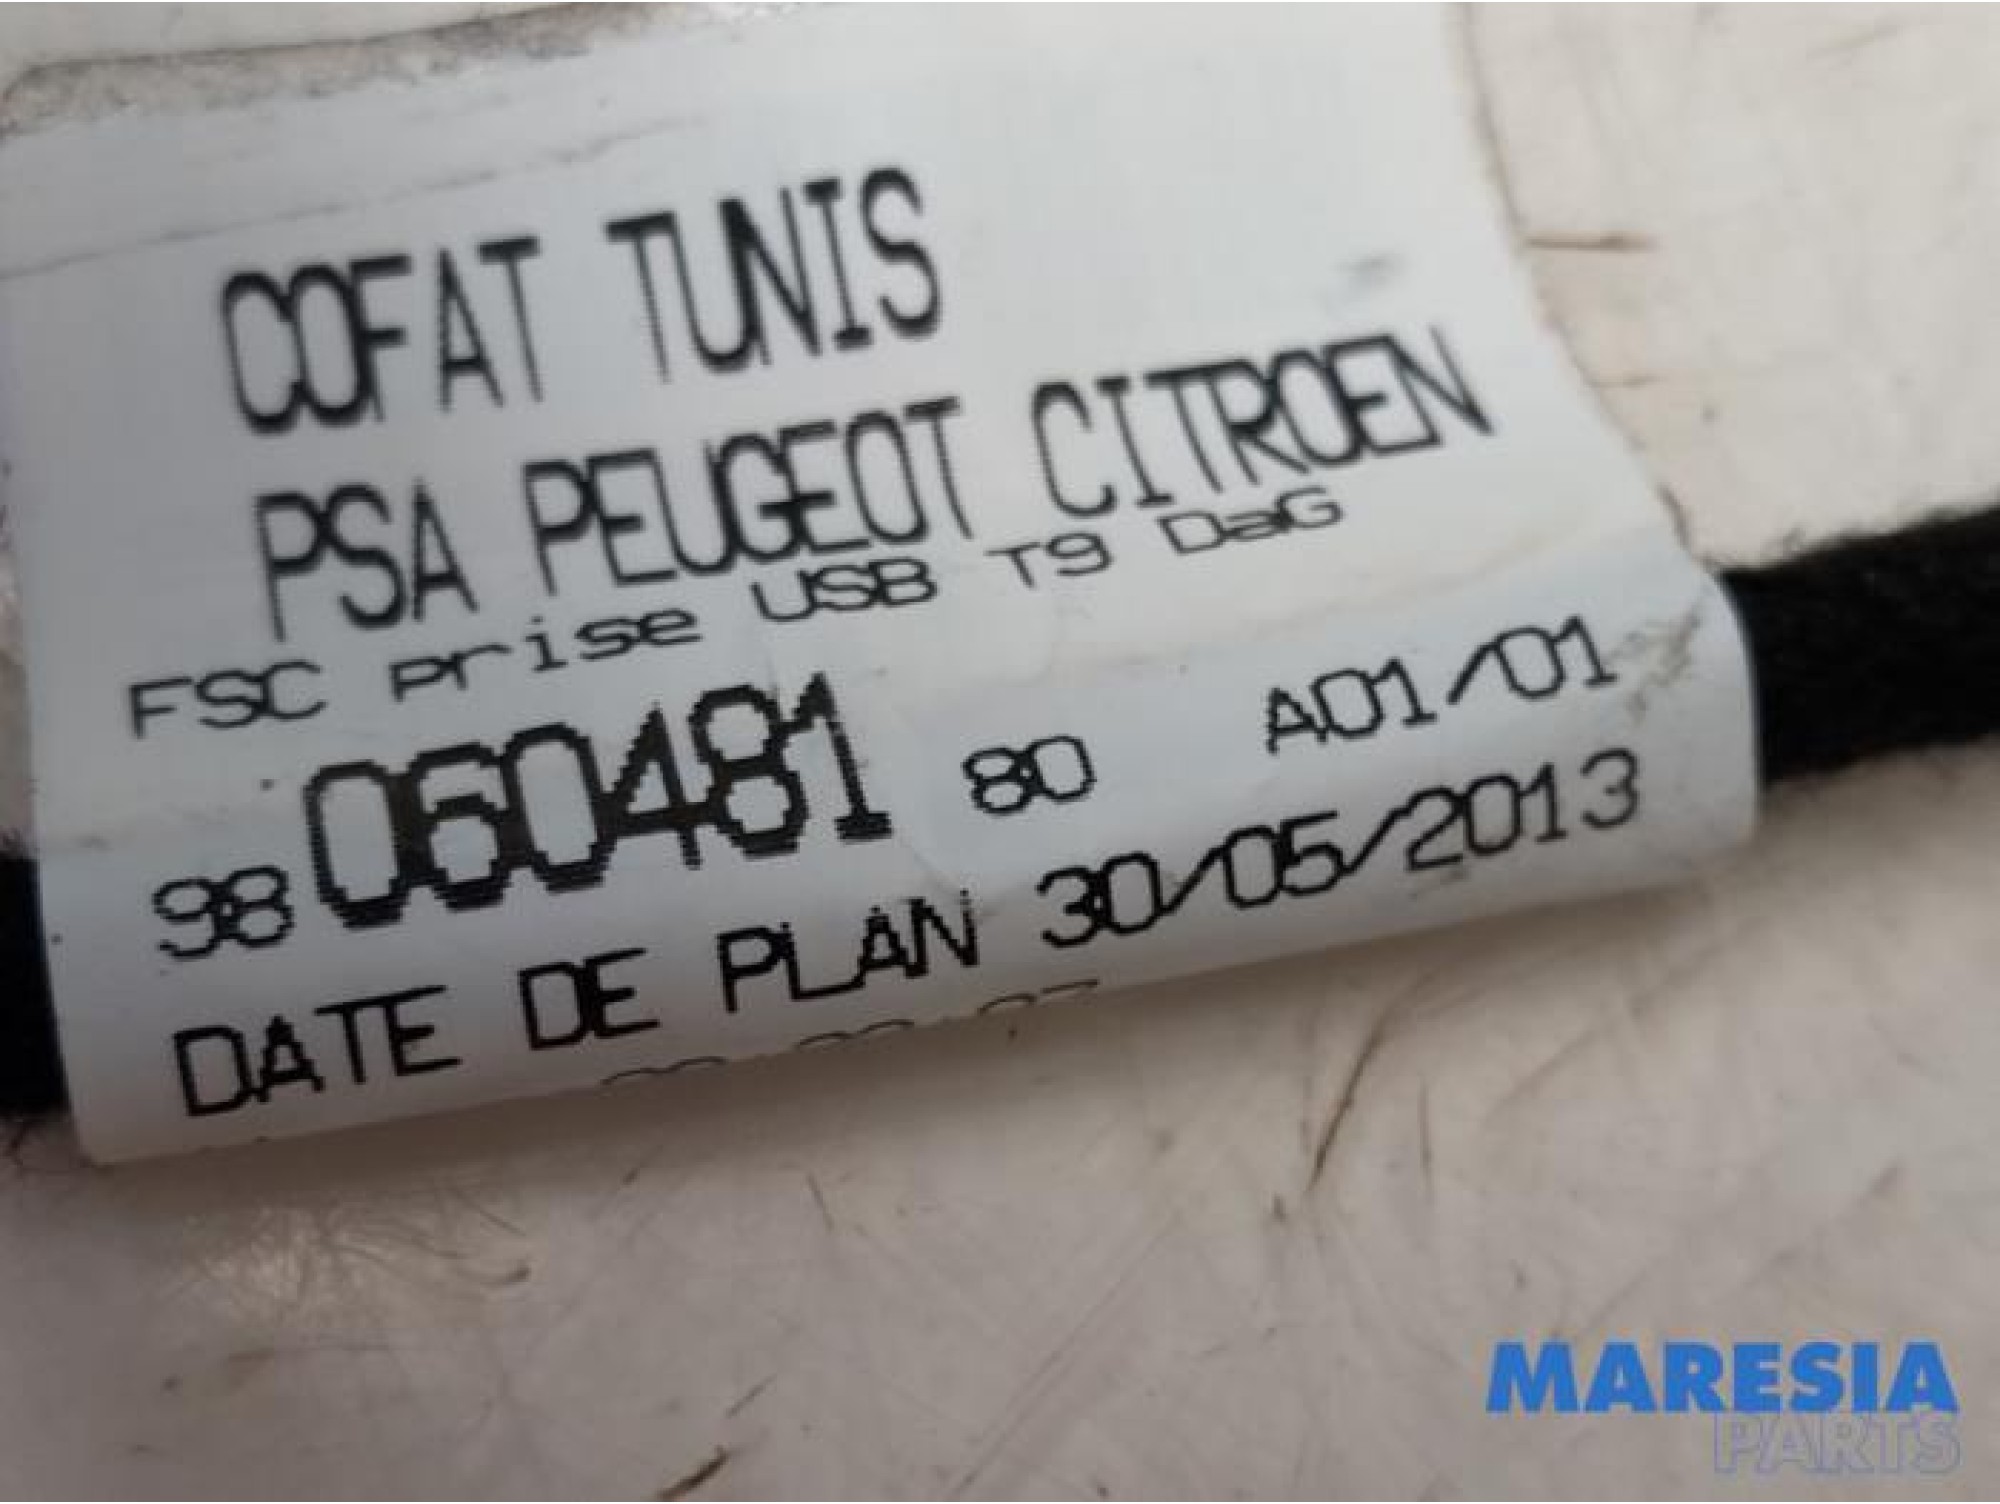 COFAT TUNIS
PSA PEUGEOT CITROEN
FSC prise USB T9 DaG
98 060481 80 A01/01
DATE DE PLAN 30/05/2013
MARESIA
PARTS